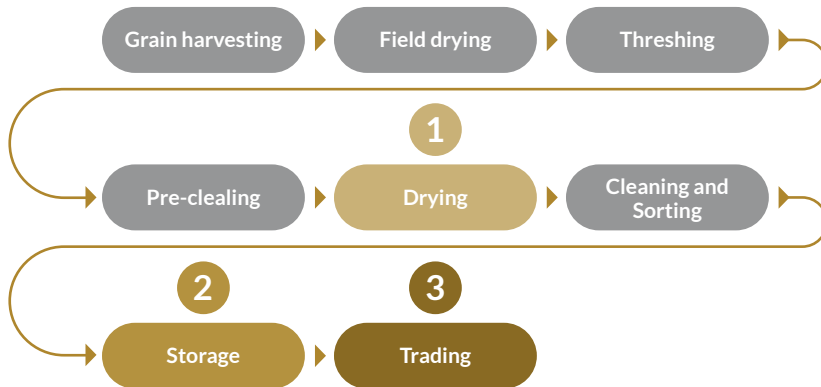 Grain harvesting
Field drying
Threshing
1
Pre-clealing
Drying
Cleaning and
Sorting
2
3
Storage
Trading